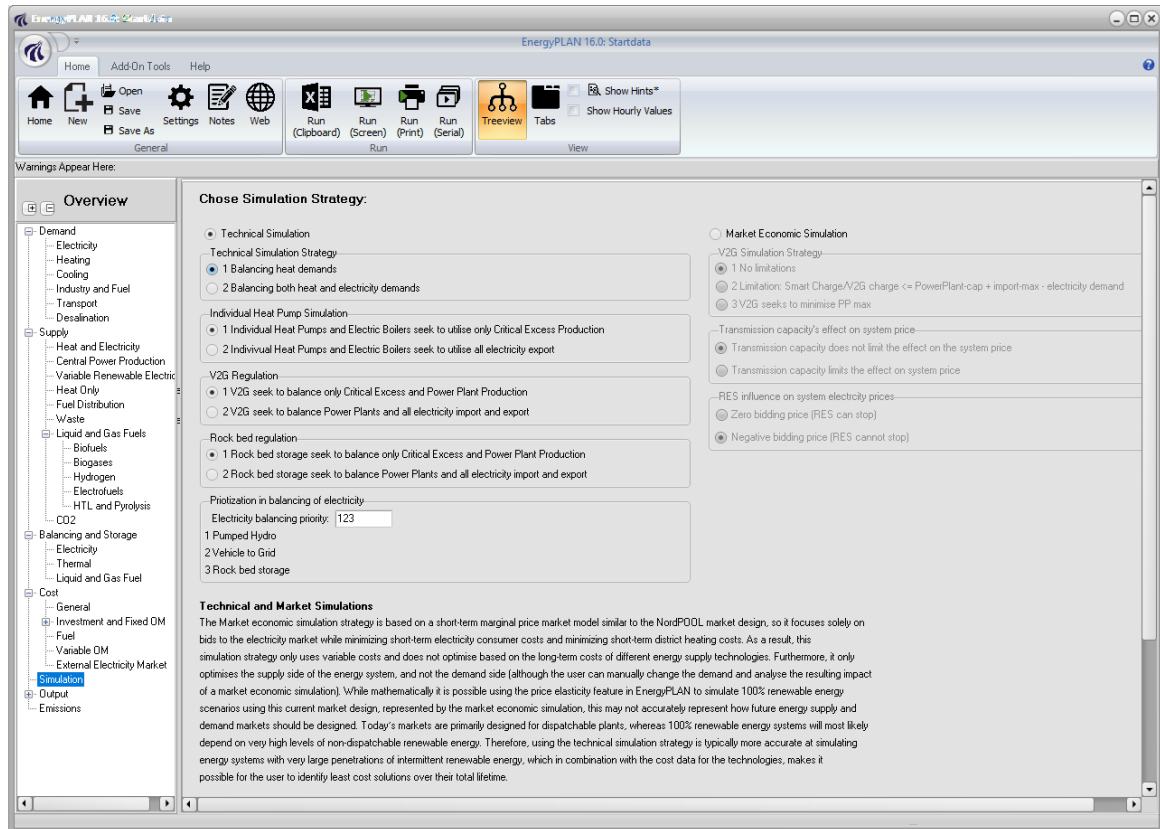 EnergyPLAN 16.0: Startdata
EnergyPLAN 16.0: Startdata
Home Add-On Tools Help
Home
New
Open
Save
Save As
Settings
Notes
Web
General
Run (Clipboard)
Run (Screen)
Run (Print)
Run (Serial)
Run
Treeview
Tabs
Show Hints*
Show Hourly Values
View
Warnings Appear Here:
Overview
Demand
Electricity
Heating
Cooling
Industry and Fuel
Transport
Desalination
Supply
Heat and Electricity
Central Power Production
Variable Renewable Electric
Heat Only
Fuel Distribution
Waste
Liquid and Gas Fuels
Biofuels
Biogases
Hydrogen
Electrofuels
HTL and Pyrolysis
CO2
Balancing and Storage
Electricity
Thermal
Liquid and Gas Fuel
Cost
General
Investment and Fixed OM
Fuel
Variable OM
External Electricity Market
Simulation
Output
Emissions
Chose Simulation Strategy:
Technical Simulation
Technical Simulation Strategy
1 Balancing heat demands
2 Balancing both heat and electricity demands
Individual Heat Pump Simulation
1 Individual Heat Pumps and Electric Boilers seek to utilise only Critical Excess Production
2 Indivivual Heat Pumps and Electric Boilers seek to utilise all electricity export
V2G Regulation
1 V2G seek to balance only Critical Excess and Power Plant Production
2 V2G seek to balance Power Plants and all electricity import and export
Rock bed regulation
1 Rock bed storage seek to balance only Critical Excess and Power Plant Production
2 Rock bed storage seek to balance Power Plants and all electricity import and export
Priotization in balancing of electricity
Electricity balancing priority: 123
1 Pumped Hydro
2 Vehicle to Grid
3 Rock bed storage
Market Economic Simulation
V2G Simulation Strategy
1 No limitations
2 Limitation: Smart Charge/V2G charge <= PowerPlant-cap + import-max - electricity demand
3 V2G seeks to minimise PP max
Transmission capacity's effect on system price
Transmission capacity does not limit the effect on the system price
Transmission capacity limits the effect on system price
RES influence on system electrcity prices
Zero bidding price (RES can stop)
Negative bidding price (RES cannot stop)
Technical and Market Simulations
The Market economic simulation strategy is based on a short-term marginal price market model similar to the NordPOOL market design, so it focuses solely on
bids to the electricity market while minimizing short-term electricity consumer costs and minimizing short-term district heating costs. As a result, this
simulation strategy only uses variable costs and does not optimise based on the long-term costs of different energy supply technologies. Furthermore, it only
optimises the supply side of the energy system, and not the demand side (although the user can manually change the demand and analyse the resulting impact
of a market economic simulation). While mathematically it is possible using the price elasticity feature in EnergyPLAN to simulate 100% renewable energy
scenarios using this current market design, represented by the market economic simulation, this may not accurately represent how future energy supply and
demand markets should be designed. Today's markets are primarily designed for dispatchable plants, whereas 100% renewable energy systems will most likely
depend on very high levels of non-dispatchable renewable energy. Therefore, using the technical simulation strategy is typically more accurate at simulating
energy systems with very large penetrations of intermittent renewable energy, which in combination with the cost data for the technologies, makes it
possible for the user to identify least cost solutions over their total lifetime.